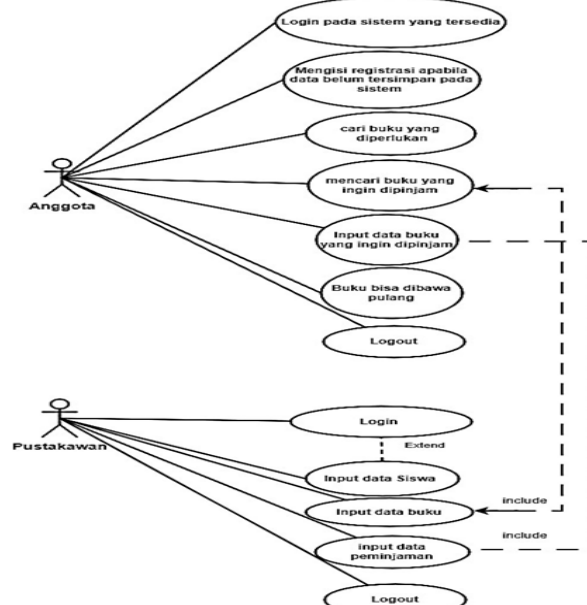 Login pada sistem yang tersedia
Mengisi registrasi apabila
data belum tersimpan pada
sistem
cari buku yang
diperlukan
mencari buku yang
ingin dipinjam
Anggota
Input data buku
yang ingin dipinjam
Buku bisa dibawa
pulang
Logout
Login
Pustakawan
Extend
Input data Siswa
include
Input data buku
include
input data
peminjaman
Logout